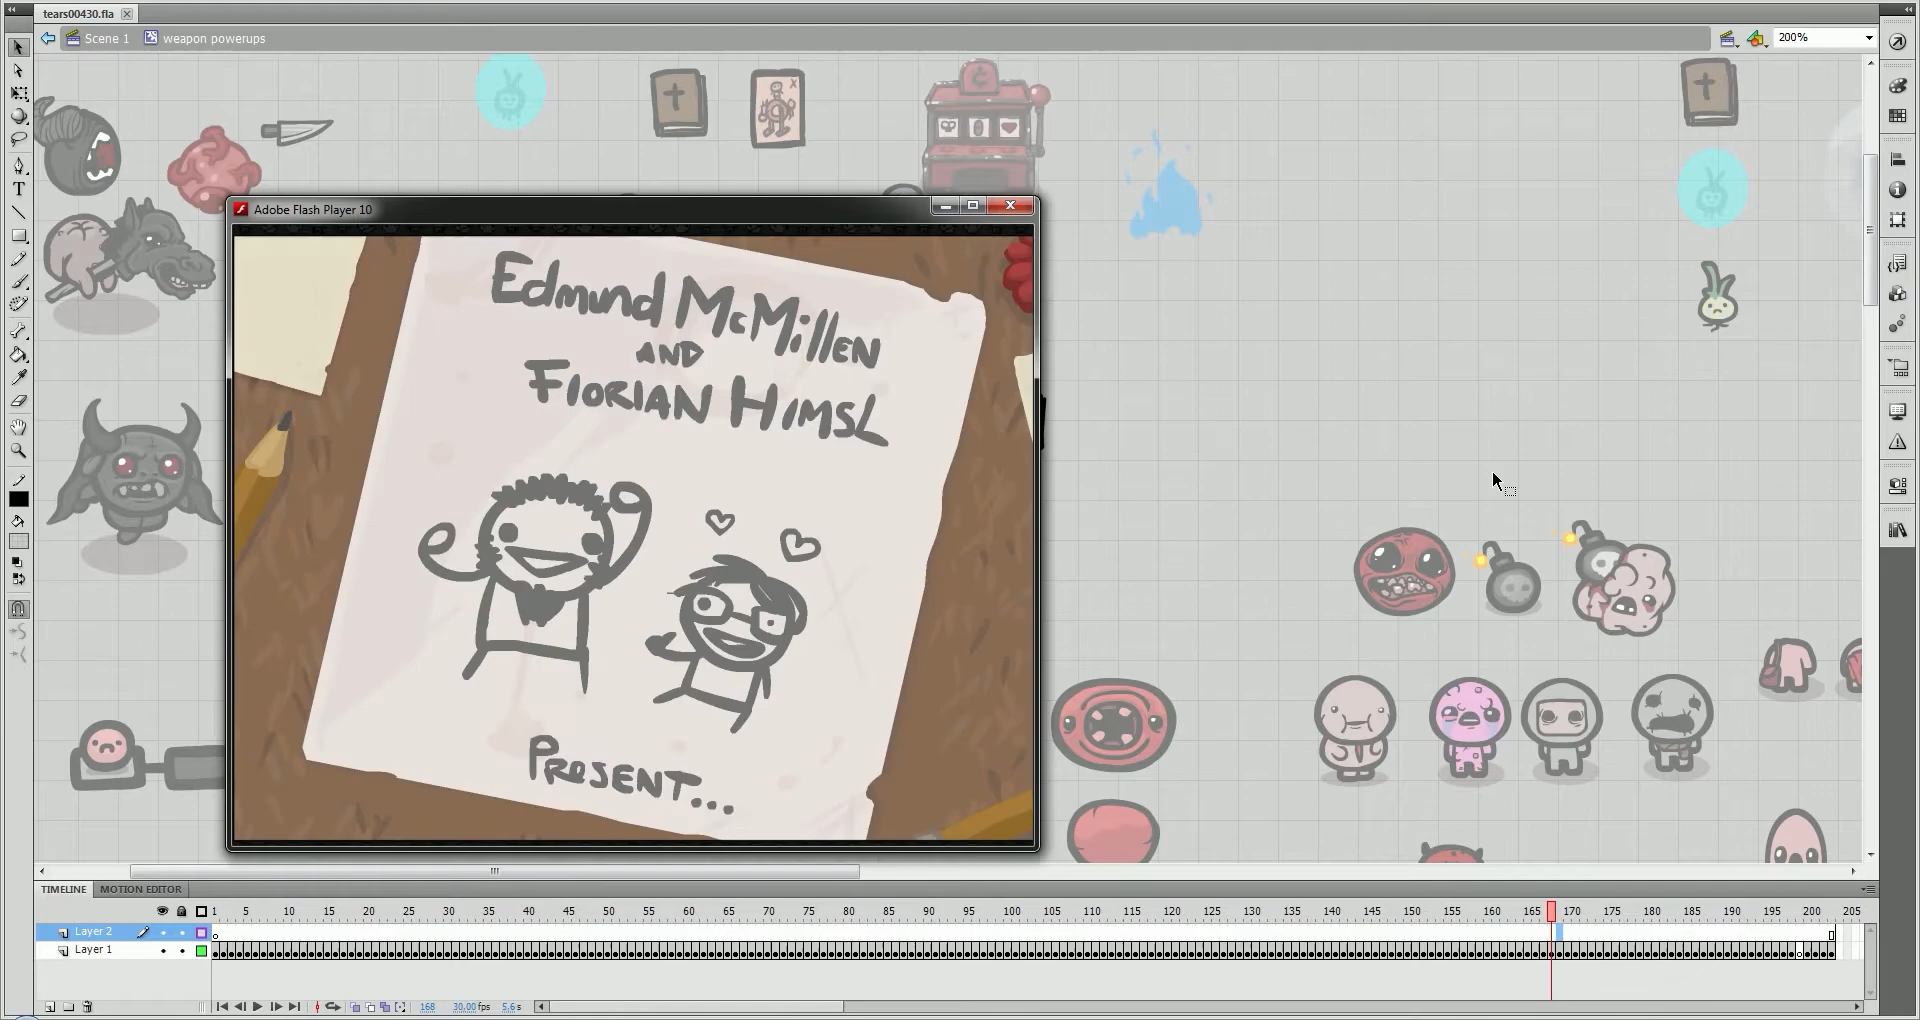 tears00430.fla
Scene 1
weapon powerups
200%
T
X
Adobe Flash Player 10
Edmund McMillen
AND
Florian Himsl
Present...
TIMELINE
MOTION EDITOR
1 5 10 15 20 25 30 35 40 45 50 55 60 65 70 75 80 85 90 95 100 105 110 115 120 125 130 135 140 145 150 155 160 165 170 175 180 185 190 195 200 205
Layer 2
Layer 1
168
30.00 fps
5.6 s